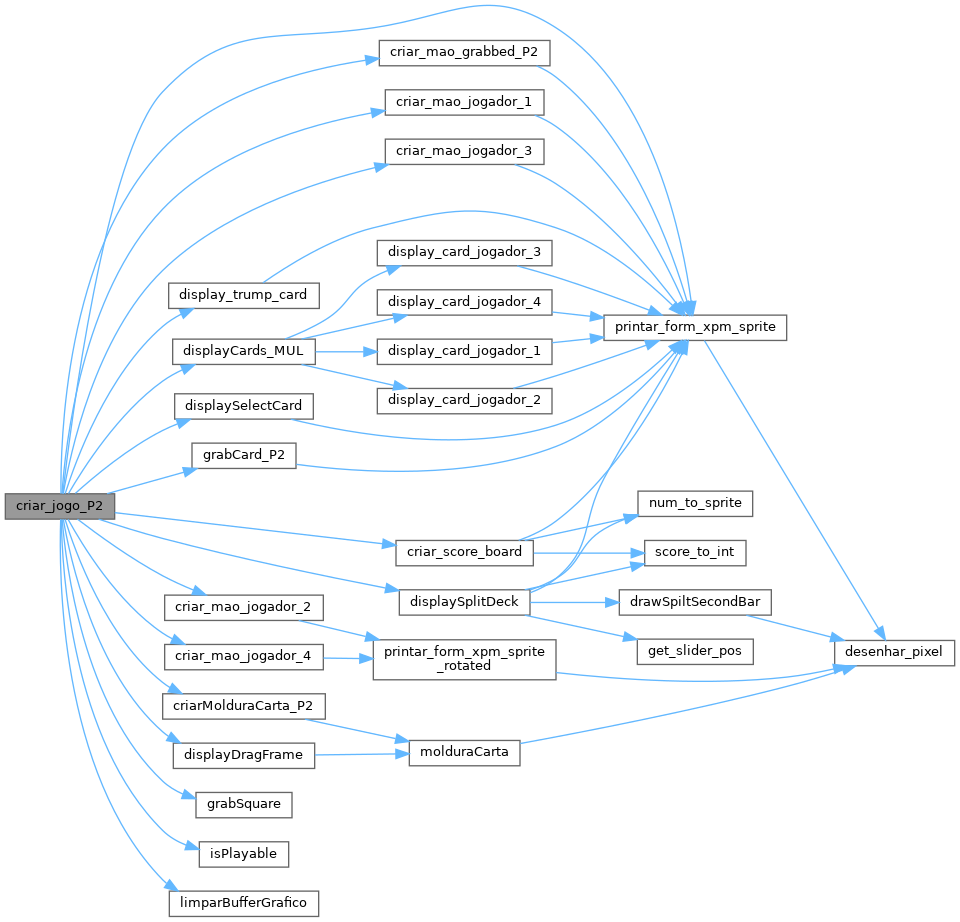 criar_mao_grabbed_P2
criar_mao_jogador_1
criar_mao_jogador_3
display_card_jogador_3
display_trump_card
display_card_jogador_4
printar_form_xpm_sprite
displayCards_MUL
display_card_jogador_1
display_card_jogador_2
displaySelectCard
grabCard_P2
criar_jogo_P2
num_to_sprite
criar_score_board
score_to_int
displaySplitDeck
drawSpiltSecondBar
criar_mao_jogador_2
get_slider_pos
desenhar_pixel
criar_mao_jogador_4
printar_form_xpm_sprite
_rotated
criarMolduraCarta_P2
molduraCarta
displayDragFrame
grabSquare
isPlayable
limparBufferGrafico